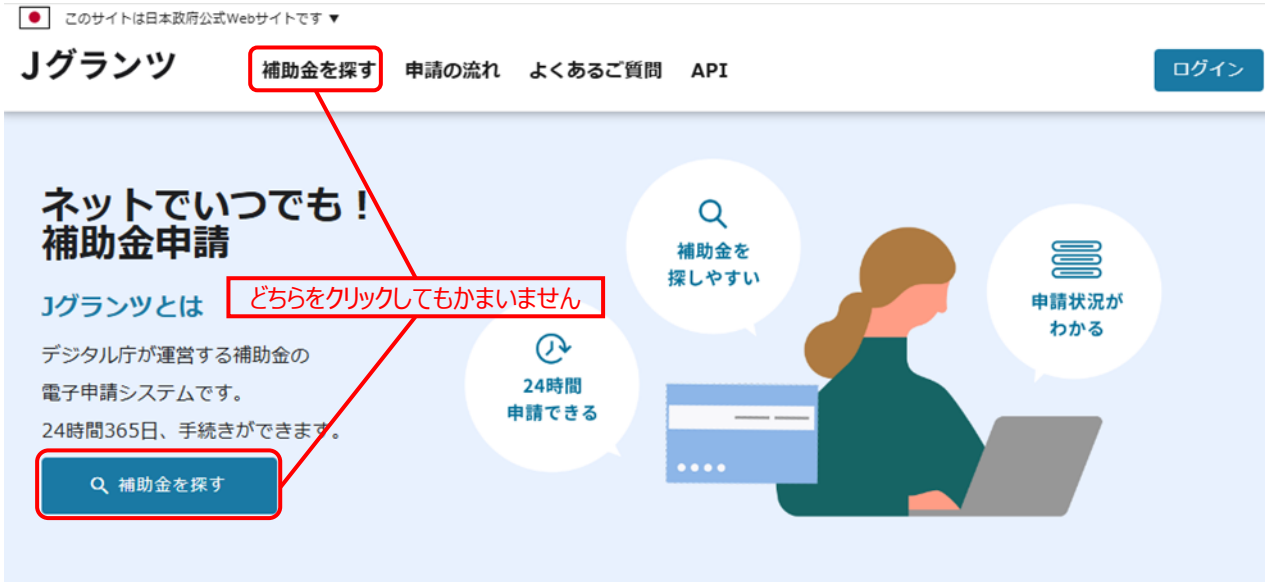 このサイトは日本政府公式Webサイトです ▼
Jグランツ
補助金を探す 申請の流れ よくあるご質問 API
ログイン
ネットでいつでも！
補助金申請
Jグランツとは
どちらをクリックしてもかまいません
デジタル庁が運営する補助金の
電子申請システムです。
24時間365日、手続きができます。
補助金を探す
補助金を
探しやすい
24時間
申請できる
申請状況が
わかる